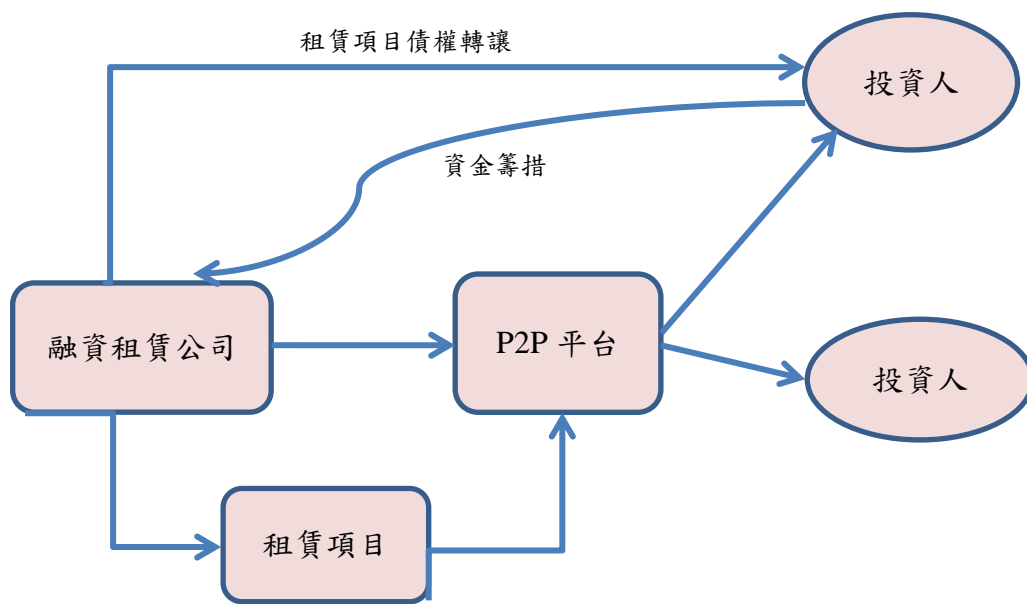 租賃項目債權轉讓
投資人
資金籌措
融資租賃公司
P2P 平台
投資人
租賃項目